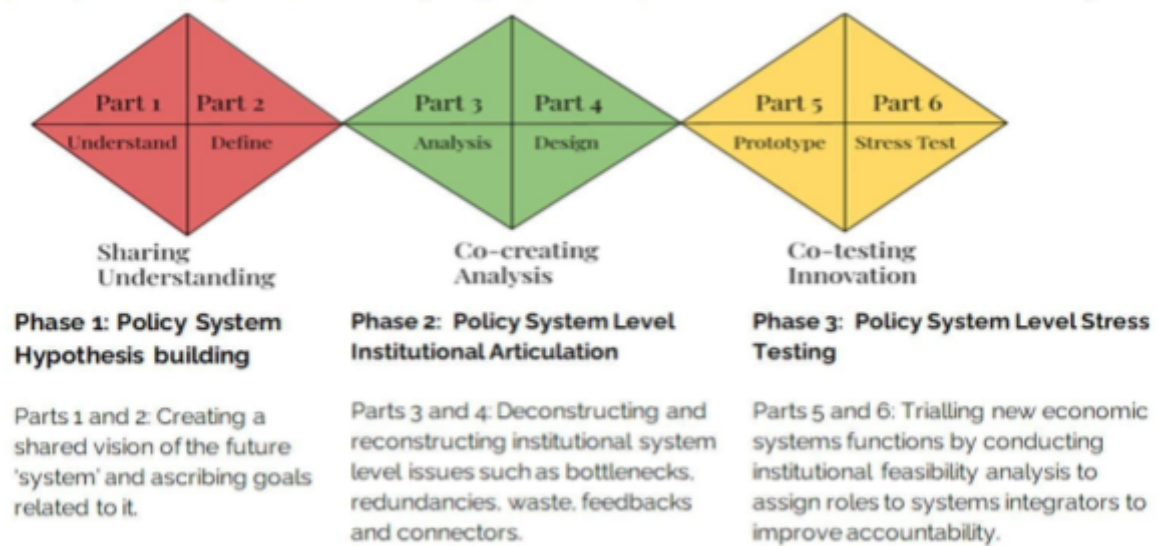 Part 1
Part 2
Part 3
Part 4
Part 5
Part 6
Understand
Define
Analysis
Design
Prototype
Stress Test
Sharing
Understanding
Co-creating
Analysis
Co-testing
Innovation
Phase 1: Policy System
Hypothesis building
Parts 1 and 2: Creating a
shared vision of the future
'system' and ascribing goals
related to it.
Phase 2: Policy System Level
Institutional Articulation
Parts 3 and 4: Deconstructing and
reconstructing institutional system
level issues such as bottlenecks,
redundancies, waste, feedbacks
and connectors.
Phase 3: Policy System Level Stress
Testing
Parts 5 and 6: Trialling new economic
systems functions by conducting
institutional feasibility analysis to
assign roles to systems integrators to
improve accountability.